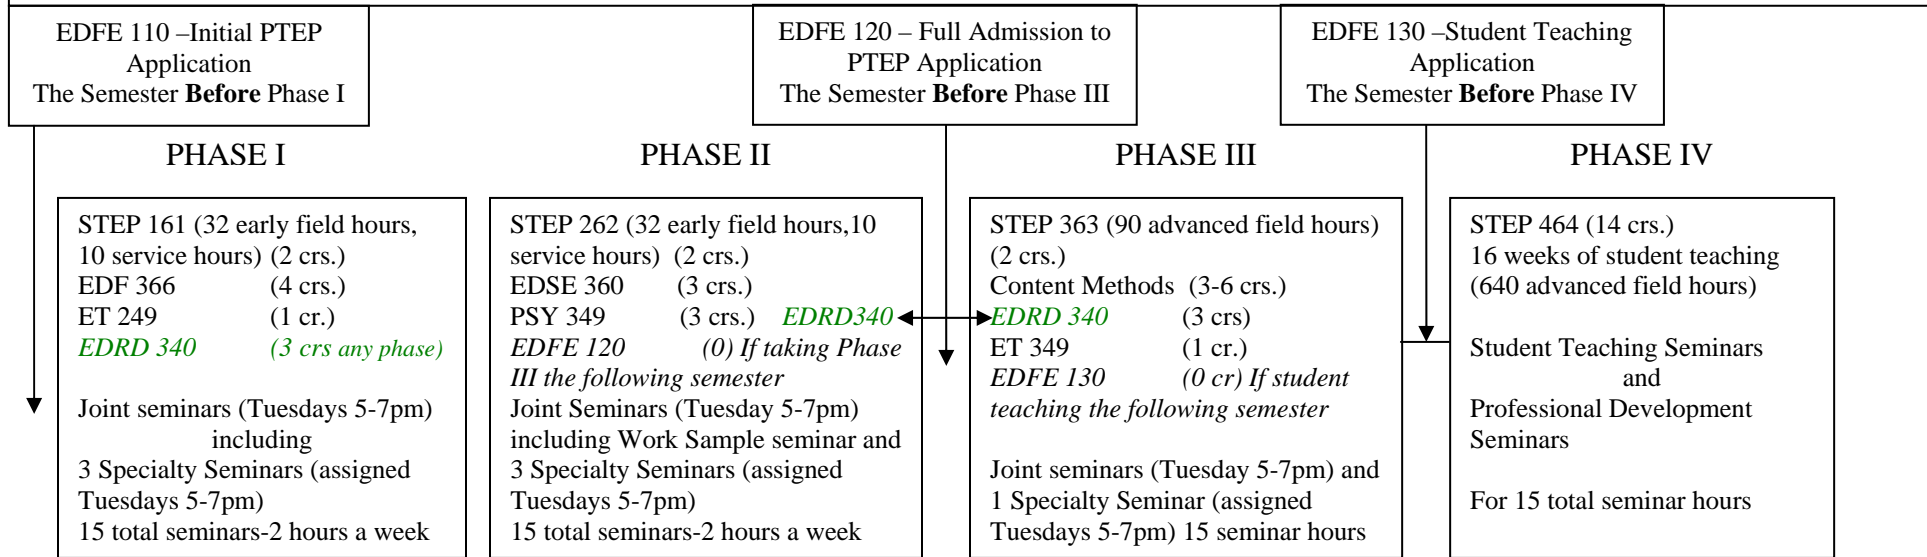 EDFE 110 –Initial PTEP
Application
The Semester Before Phase I
EDFE 120 – Full Admission to
PTEP Application
The Semester Before Phase III
EDFE 130 –Student Teaching
Application
The Semester Before Phase IV
PHASE I
PHASE II
PHASE III
PHASE IV
STEP 161 (32 early field hours,
10 service hours) (2 crs.)
EDF 366 (4 crs.)
ET 249 (1 cr.)
EDRD 340 (3 crs any phase)
Joint seminars (Tuesdays 5-7pm)
including
3 Specialty Seminars (assigned
Tuesdays 5-7pm)
15 total seminars-2 hours a week
STEP 262 (32 early field hours,10
service hours) (2 crs.)
EDSE 360 (3 crs.)
PSY 349 (3 crs.) EDRD340
EDFE 120 (0) If taking Phase
III the following semester
Joint Seminars (Tuesday 5-7pm)
including Work Sample seminar and
3 Specialty Seminars (assigned
Tuesdays 5-7pm)
15 total seminars-2 hours a week
STEP 363 (90 advanced field hours)
(2 crs.)
Content Methods (3-6 crs.)
EDRD 340 (3 crs)
ET 349 (1 cr.)
EDFE 130 (0 cr) If student
teaching the following semester
Joint seminars (Tuesday 5-7pm) and
1 Specialty Seminar (assigned
Tuesdays 5-7pm) 15 seminar hours
STEP 464 (14 crs.)
16 weeks of student teaching
(640 advanced field hours)
Student Teaching Seminars
and
Professional Development
Seminars
For 15 total seminar hours